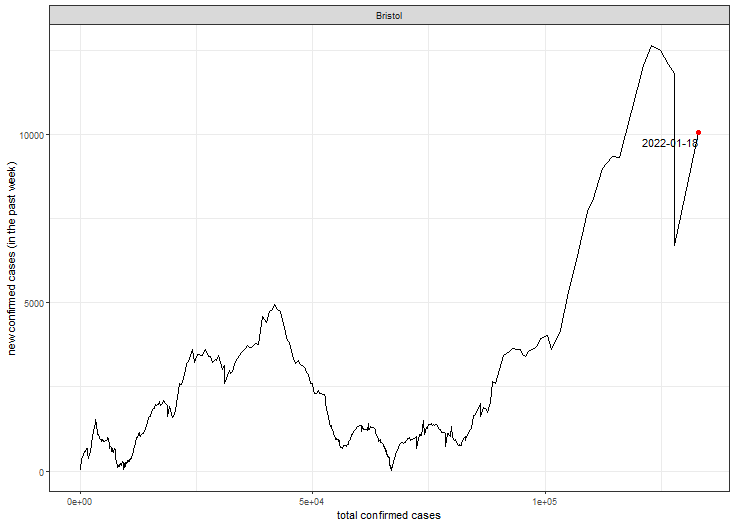 Bristol
new confirmed cases (in the past week)
10000
5000
0
2022-01-18
0e+00
5e+04
1e+05
total confirmed cases